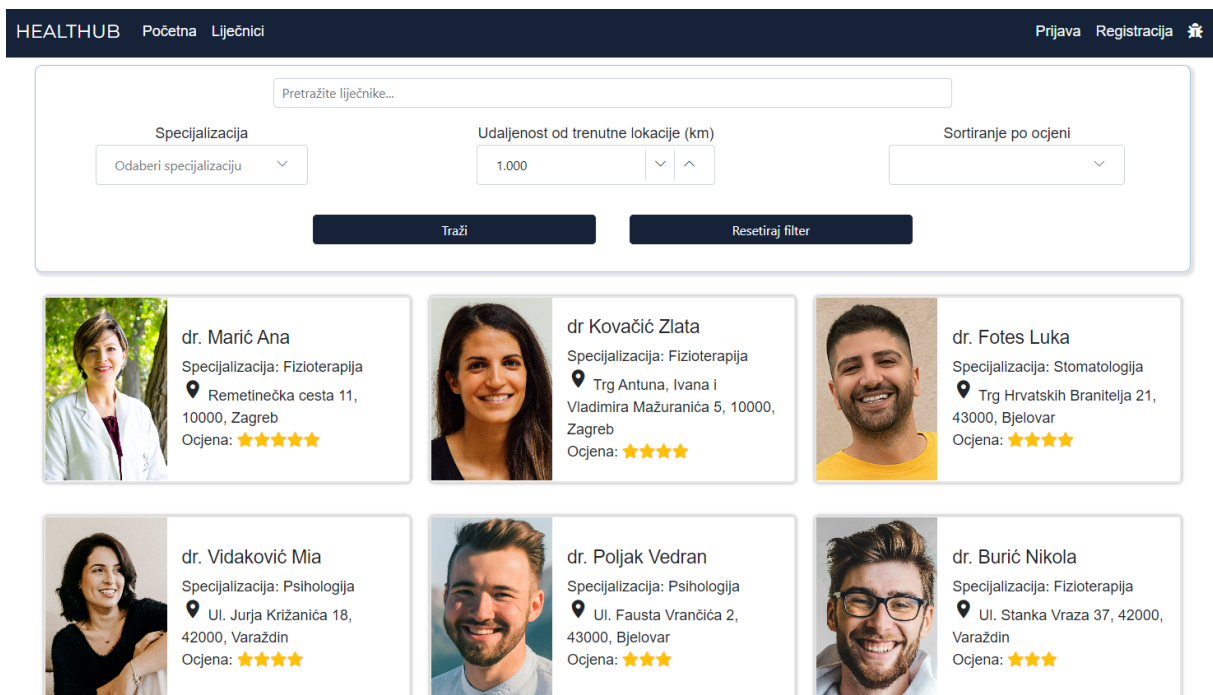 HEALTHUB Početna Liječnici Prijava Registracija
Pretražite liječnike...
Specijalizacija
Odaberi specijalizaciju
Udaljenost od trenutne lokacije (km)
1.000
Sortiranje po ocjeni
Traži
Resetiraj filter
dr. Marić Ana
Specijalizacija: Fizioterapija
Remetinečka cesta 11,
10000, Zagreb
Ocjena:
dr Kovačić Zlata
Specijalizacija: Fizioterapija
Trg Antuna, Ivana i
Vladimira Mažuranića 5, 10000,
Zagreb
Ocjena:
dr. Fotes Luka
Specijalizacija: Stomatologija
Trg Hrvatskih Branitelja 21,
43000, Bjelovar
Ocjena:
dr. Vidaković Mia
Specijalizacija: Psihologija
Ul. Jurja Križanića 18,
42000, Varaždin
Ocjena:
dr. Poljak Vedran
Specijalizacija: Psihologija
Ul. Fausta Vrančića 2,
43000, Bjelovar
Ocjena:
dr. Burić Nikola
Specijalizacija: Fizioterapija
Ul. Stanka Vraza 37, 42000,
Varaždin
Ocjena: